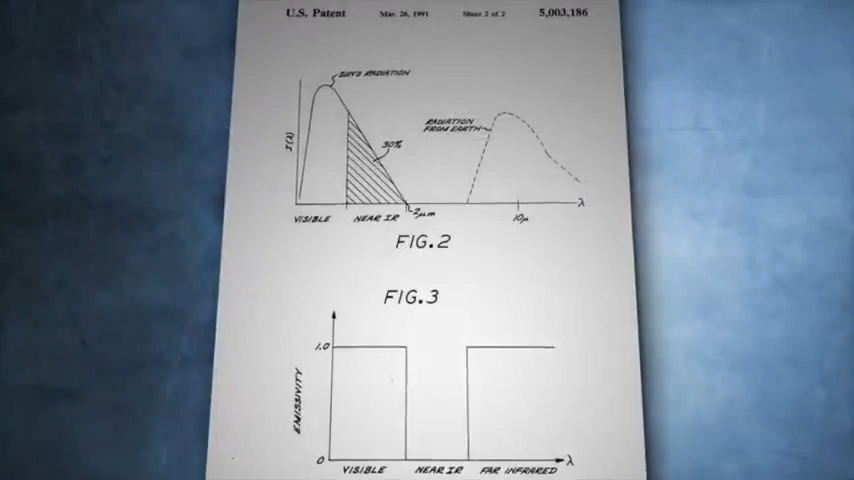 U.S. Patent Mar. 26, 1991 Sheet 2 of 2 5,003,186
SUN'S RADIATION
RADIATION
FROM EARTH
I(λ)
30%
λ
2μm
10μ
VISIBLE NEAR IR
FIG.2
FIG.3
1.0
EMISSIVITY
0
λ
VISIBLE NEAR IR FAR INFRARED